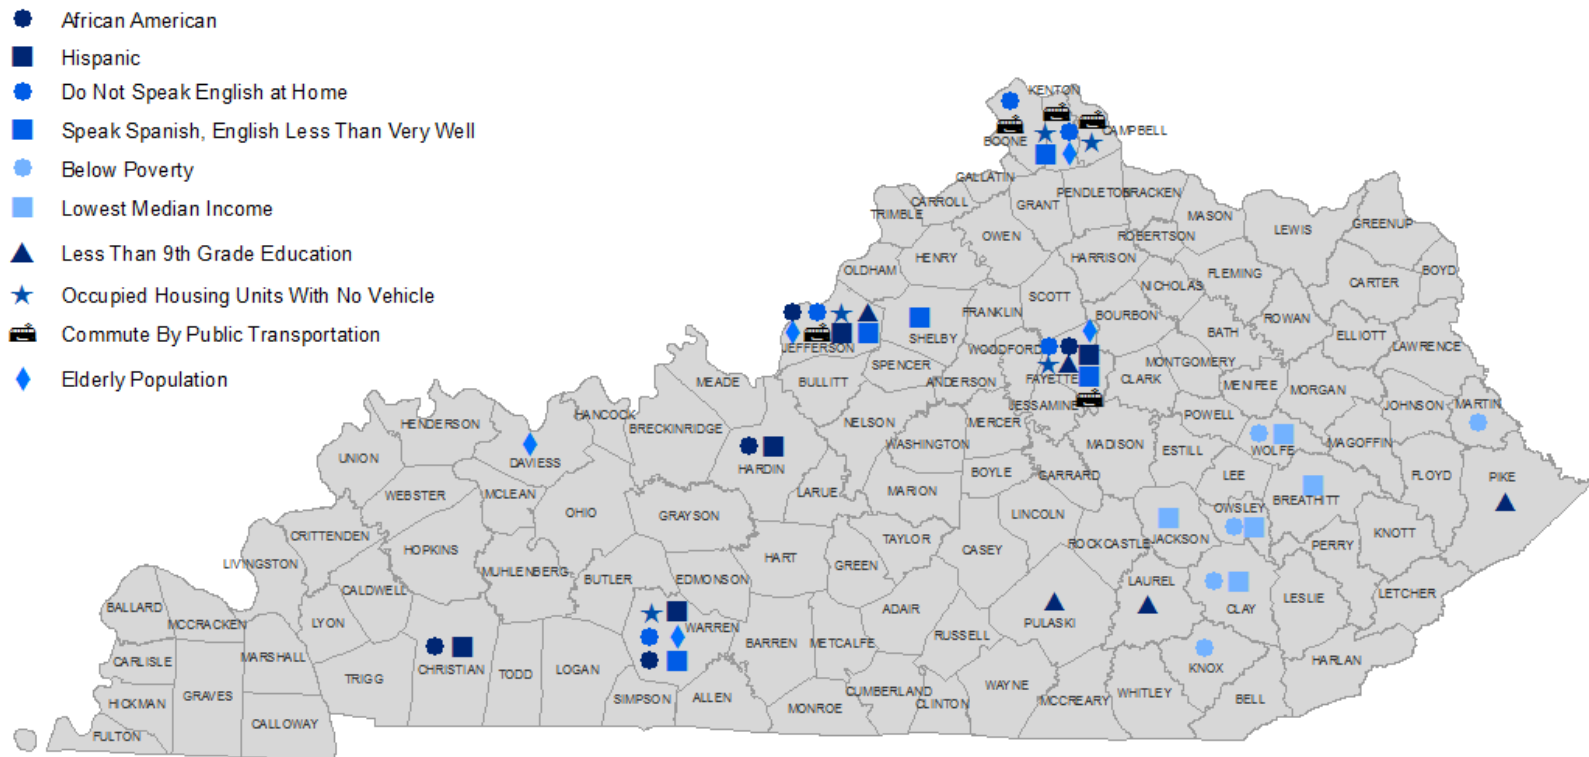 African American
Hispanic
Do Not Speak English at Home
Speak Spanish, English Less Than Very Well
Below Poverty
Lowest Median Income
Less Than 9th Grade Education
Occupied Housing Units With No Vehicle
Commute By Public Transportation
Elderly Population
KENTON
BOONE
CAMPBELL
GALLATIN
CARROLL
TRIMBLE
GRANT
PENDLETON
BRACKEN
MASON
OWEN
ROBERTSON
LEWIS
GREENUP
HENRY
OLDHAM
HARRISON
FLEMING
NICHOLAS
CARTER
BOYD
SCOTT
FRANKLIN
BOURBON
ROWAN
ELLIOTT
LAWRENCE
BATH
JEFFERSON
SHELBY
WOODFORD
SPENCER
ANDERSON
FAYETTE
CLARK
MONTGOMERY
MENIFEE
MORGAN
JOHNSON
MARTIN
MEADE
BULLITT
JESSAMINE
POWELL
HANCOCK
BRECKINRIDGE
NELSON
MERCER
WASHINGTON
MADISON
ESTILL
WOLFE
MAGOFFIN
HENDERSON
UNION
DAVIESS
HARDIN
BOYLE
GARRARD
LEE
FLOYD
PIKE
WEBSTER
MCLEAN
LARUE
MARION
BREATHITT
OHIO
GRAYSON
LINCOLN
OWSLEY
CRITTENDEN
HOPKINS
TAYLOR
CASEY
ROCKCASTLE
JACKSON
PERRY
KNOTT
LIVINGSTON
MUHLENBERG
HART
GREEN
CALDWELL
BUTLER
EDMONSON
LAUREL
CLAY
LESLIE
LETCHER
BALLARD
MCCRACKEN
LYON
WARREN
ADAIR
PULASKI
RUSSELL
CARLISLE
MARSHALL
CHRISTIAN
BARREN
METCALFE
KNOX
HARLAN
TRIGG
TODD
LOGAN
HICKMAN
GRAVES
SIMPSON
ALLEN
CUMBERLAND
CLINTON
WAYNE
MCCREARY
WHITLEY
BELL
MONROE
CALLOWAY
FULTON